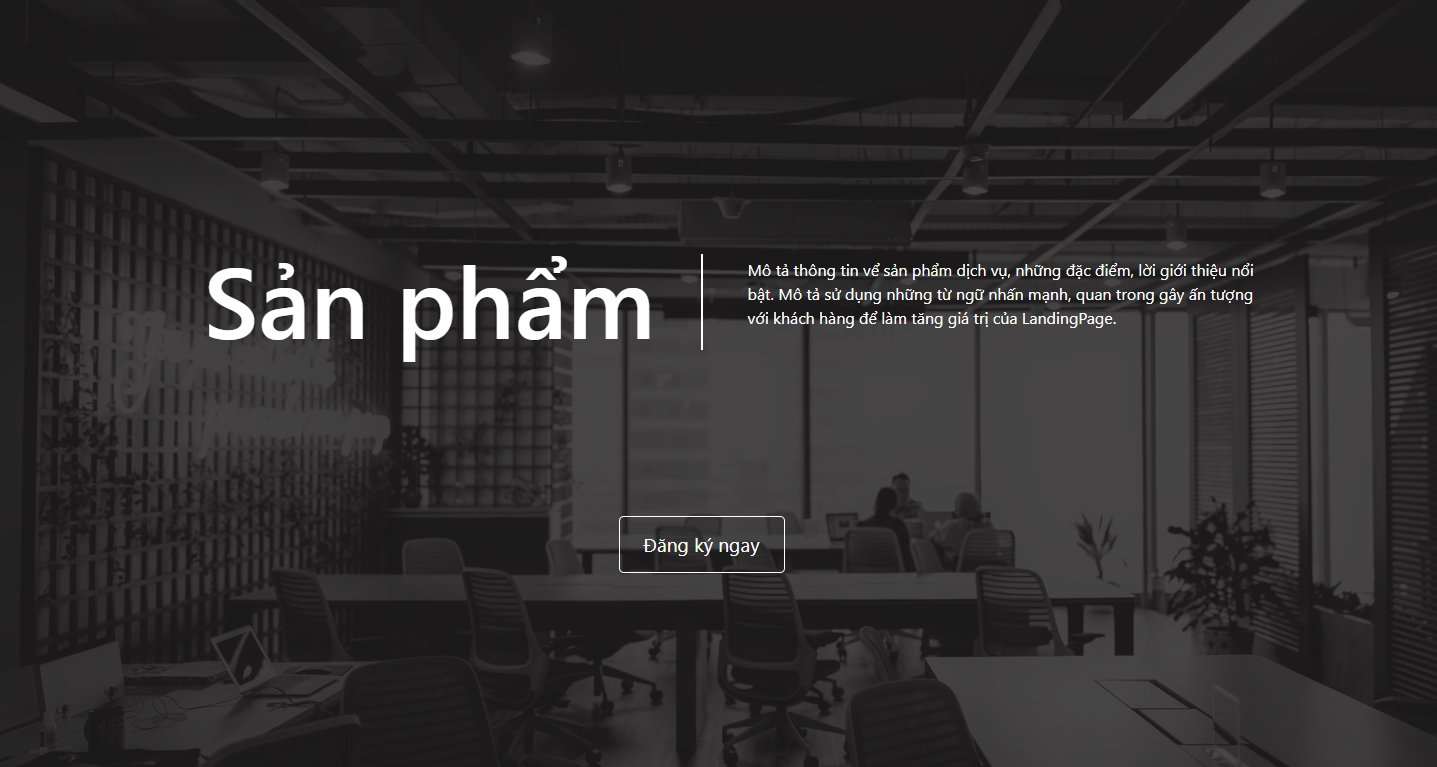 Sản phẩm
Mô tả thông tin về sản phẩm dịch vụ, những đặc điểm, lời giới thiệu nổi
bật. Mô tả sử dụng những từ ngữ nhấn mạnh, quan trong gây ấn tượng
với khách hàng để làm tăng giá trị của LandingPage.
Đăng ký ngay